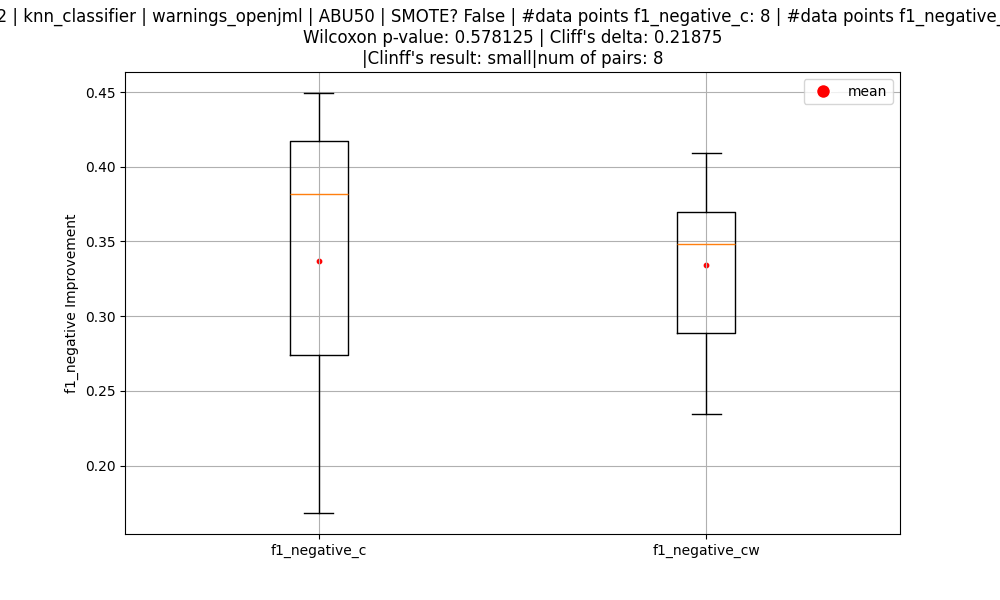 2 | knn_classifier | warnings_openjml | ABU50 | SMOTE? False | #data points f1_negative_c: 8 | #data points f1_negative_
Wilcoxon p-value: 0.578125 | Cliff's delta: 0.21875
|Clinff's result: small|num of pairs: 8
mean
0.45
0.40
0.35
0.30
0.25
0.20
f1_negative Improvement
f1_negative_c
f1_negative_cw